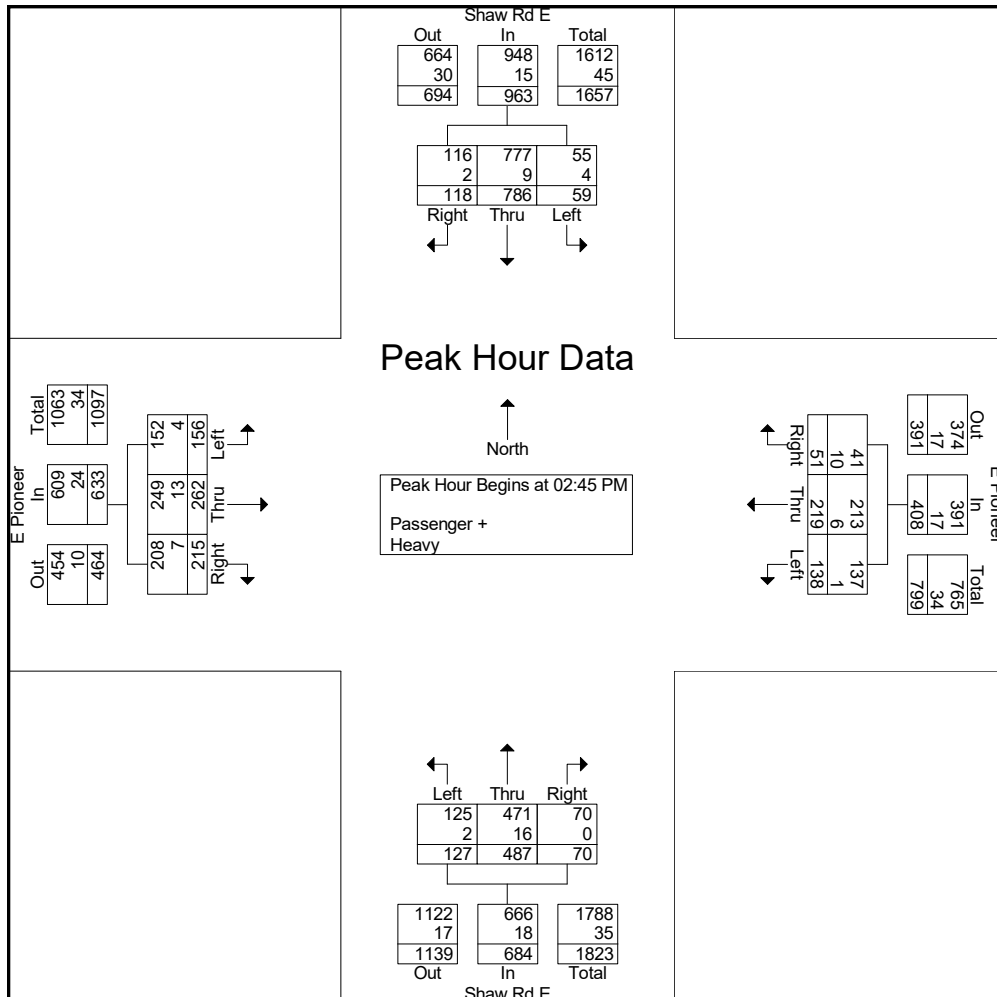 Shaw Rd E
Out In Total
664 948 1612
30 15 45
694 963 1657
116 777 55
2 9 4
118 786 59
Right Thru Left
Peak Hour Data
North
Peak Hour Begins at 02:45 PM
Passenger +
Heavy
E Pioneer
Total In Out
1063 609 454
34 24 10
1097 633 464
152 249 208
4 13 7
156 262 215
Left Thru Right
E Pioneer
Out In Total
374 391 765
17 17 34
391 408 799
41 213 137
10 6 1
51 219 138
Right Thru Left
Left Thru Right
125 471 70
2 16 0
127 487 70
1122 666 1788
17 18 35
1139 684 1823
Out In Total
Shaw Rd E